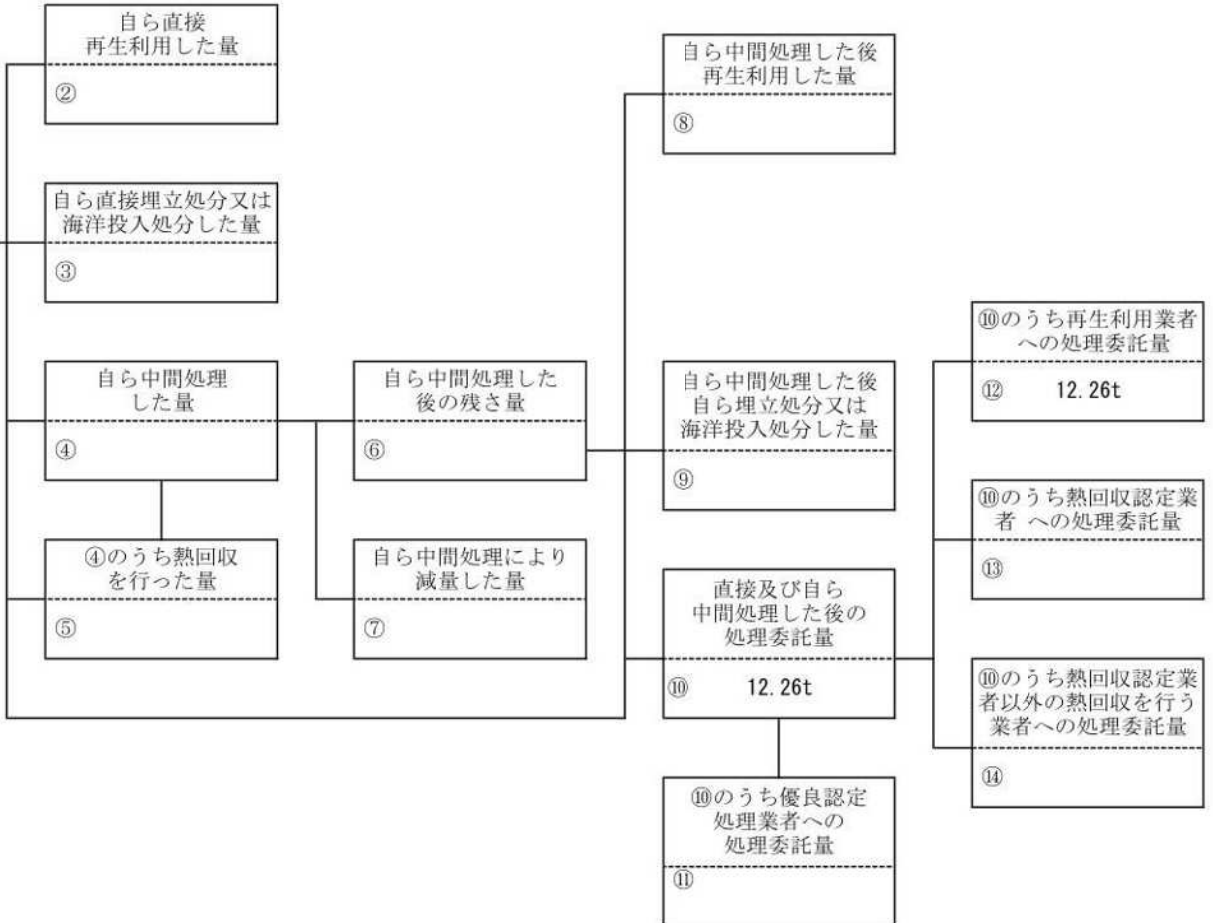 自ら直接
再生利用した量
②
自ら直接埋立処分又は
海洋投入処分した量
③
自ら中間処理
した量
④
④のうち熱回収
を行った量
⑤
自ら中間処理した
後の残さ量
⑥
自ら中間処理により
減量した量
⑦
自ら中間処理した後
再生利用した量
⑧
自ら中間処理した後
自ら埋立処分又は
海洋投入処分した量
⑨
直接及び自ら
中間処理した後の
処理委託量
⑩ 12.26t
⑩のうち優良認定
処理業者への
処理委託量
⑪
⑩のうち再生利用業者
への処理委託量
⑫ 12.26t
⑩のうち熱回収認定業
者 への処理委託量
⑬
⑩のうち熱回収認定業
者以外の熱回収を行う
業者への処理委託量
⑭